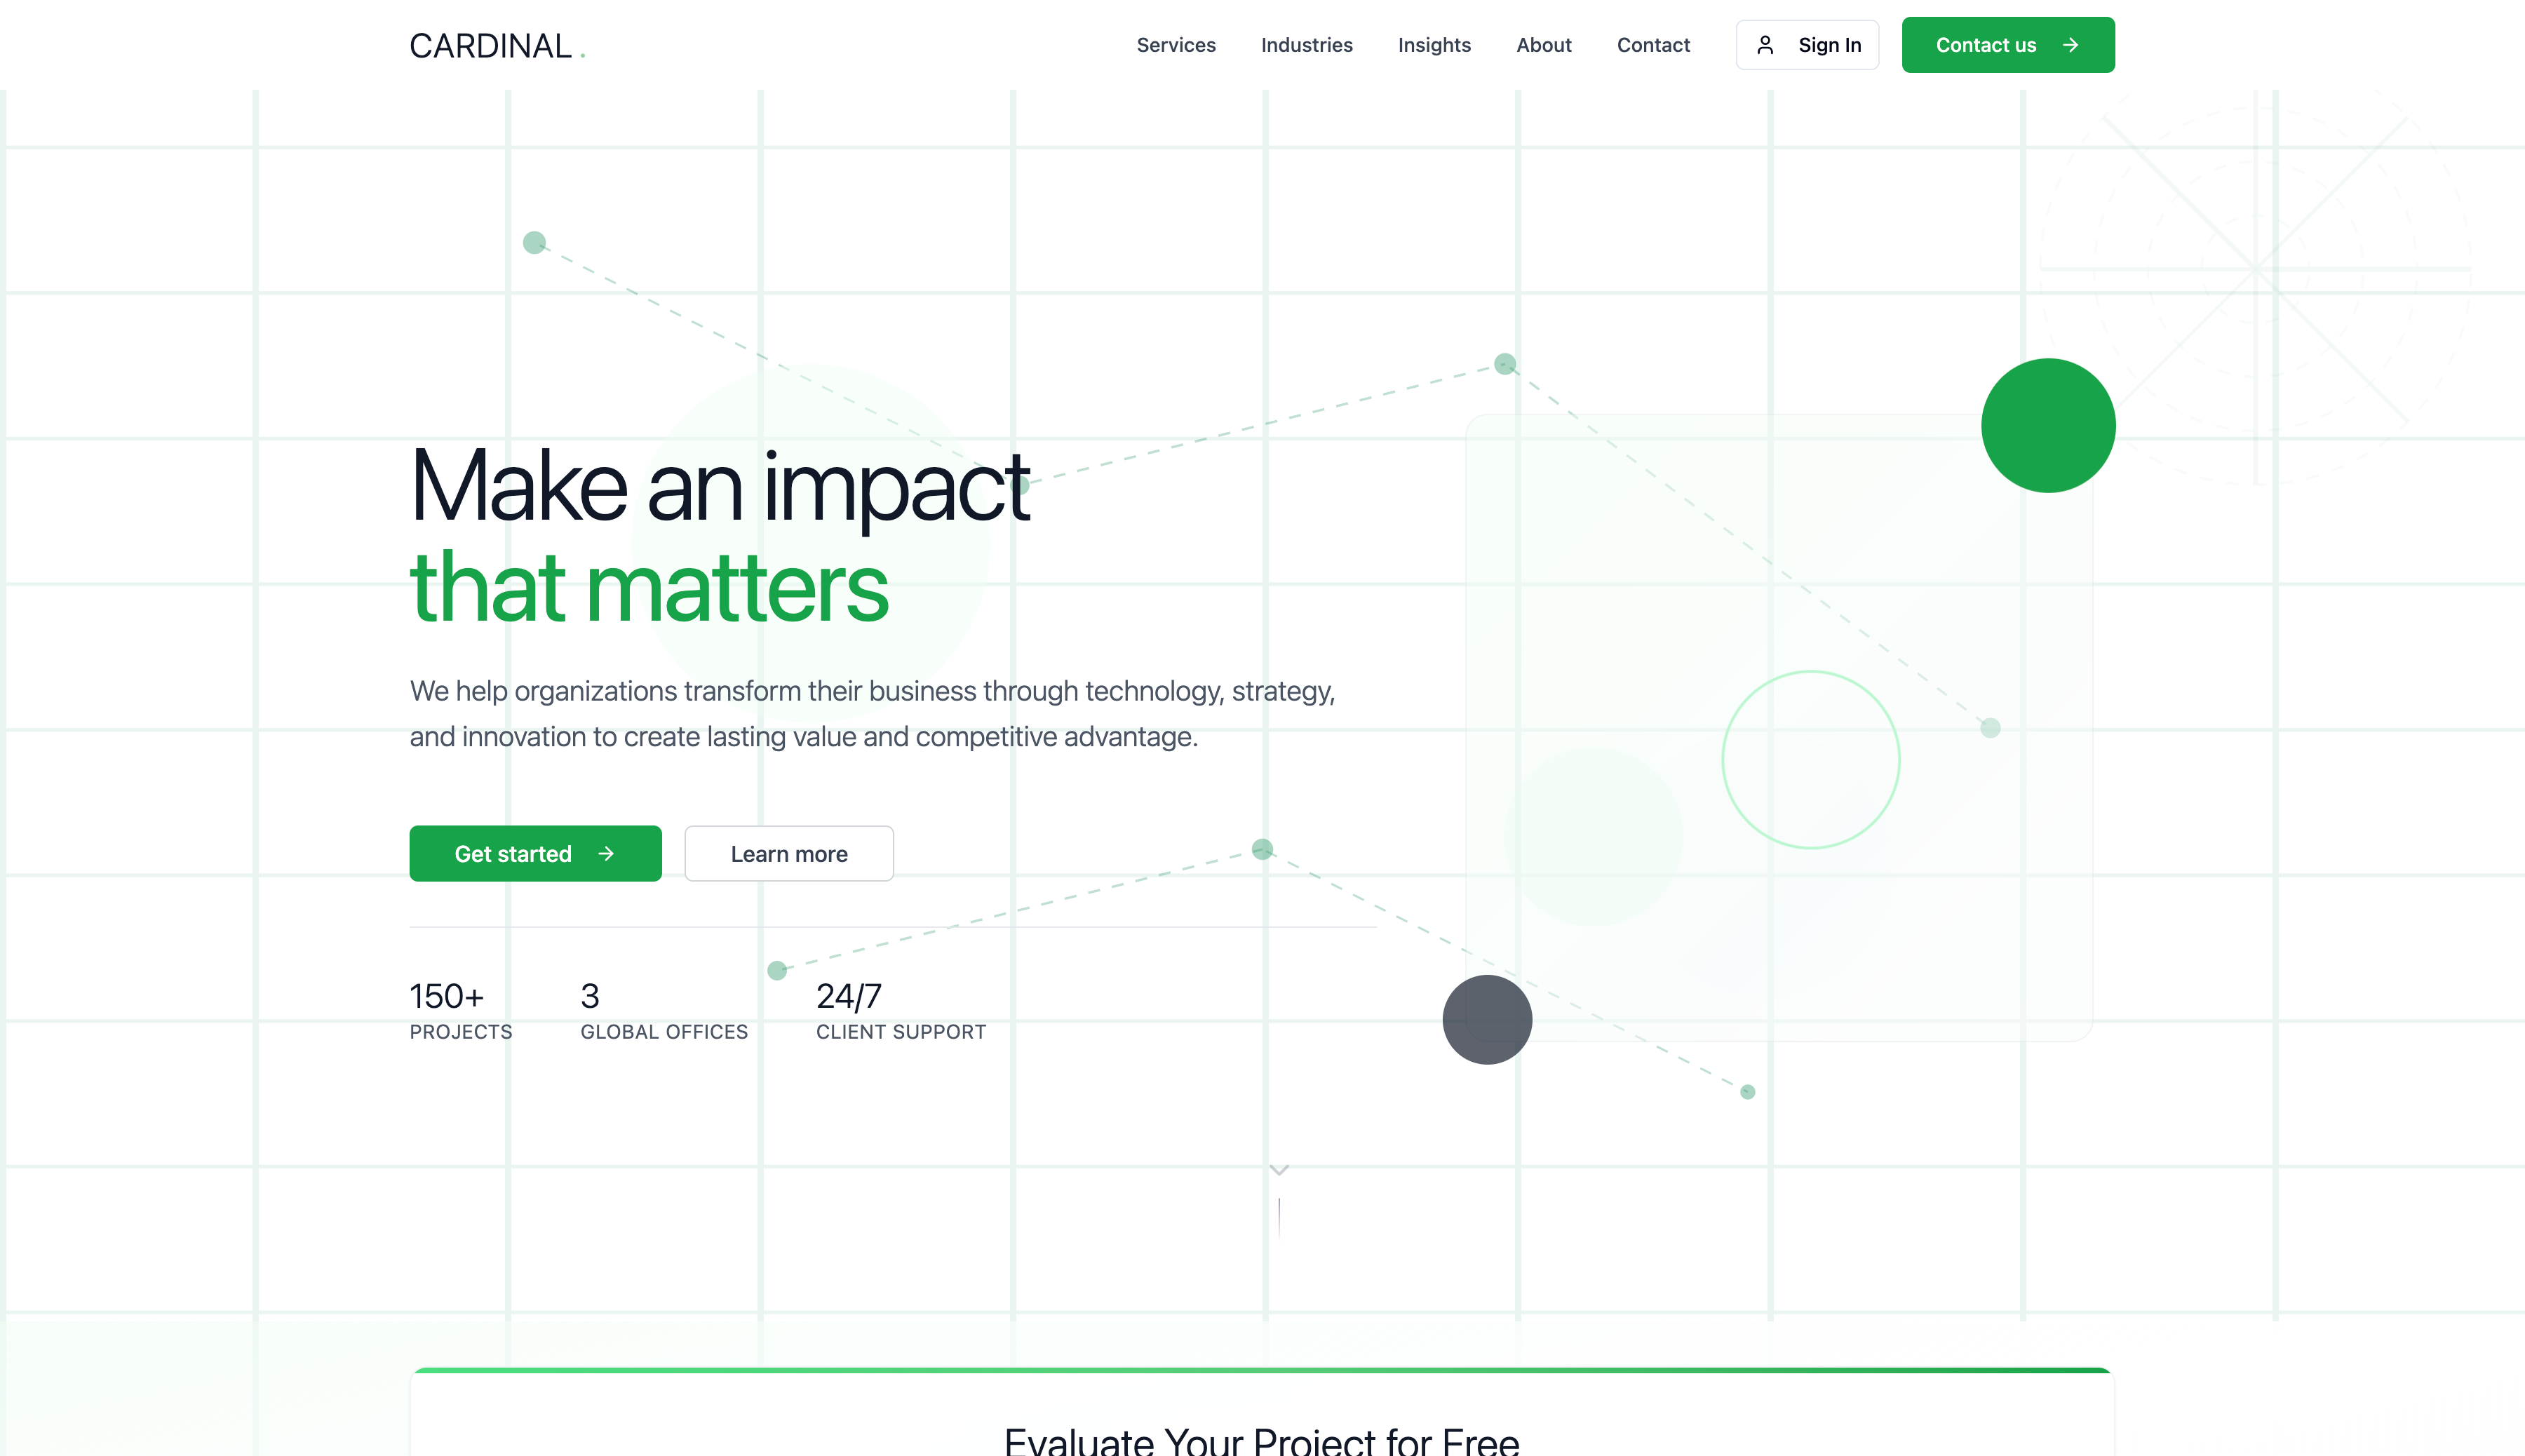 CARDINAL.
Services
Industries
Insights
About
Contact
Sign In
Contact us
Make an impact
that matters
We help organizations transform their business through technology, strategy,
and innovation to create lasting value and competitive advantage.
Get started
Learn more
150+
PROJECTS
3
GLOBAL OFFICES
24/7
CLIENT SUPPORT
Evaluate Your Project for Free